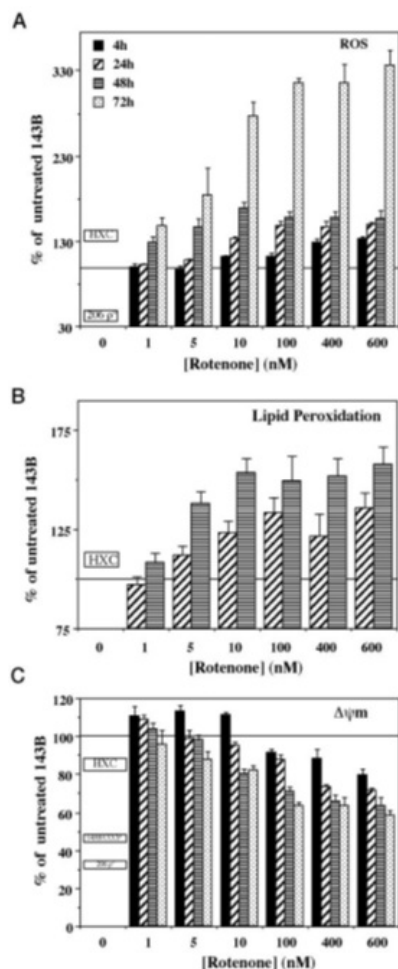 A
ROS
4h
24h
48h
72h
330
230
130
30
% of untreated 143B
HXC
206 ρ°
0 1 5 10 100 400 600
[Rotenone] (nM)
B
Lipid Peroxidation
175
125
75
% of untreated 143B
HXC
0 1 5 10 100 400 600
[Rotenone] (nM)
C
Δψm
120
100
80
60
40
20
0
% of untreated 143B
HXC
0 1 5 10 100 400 600
[Rotenone] (nM)